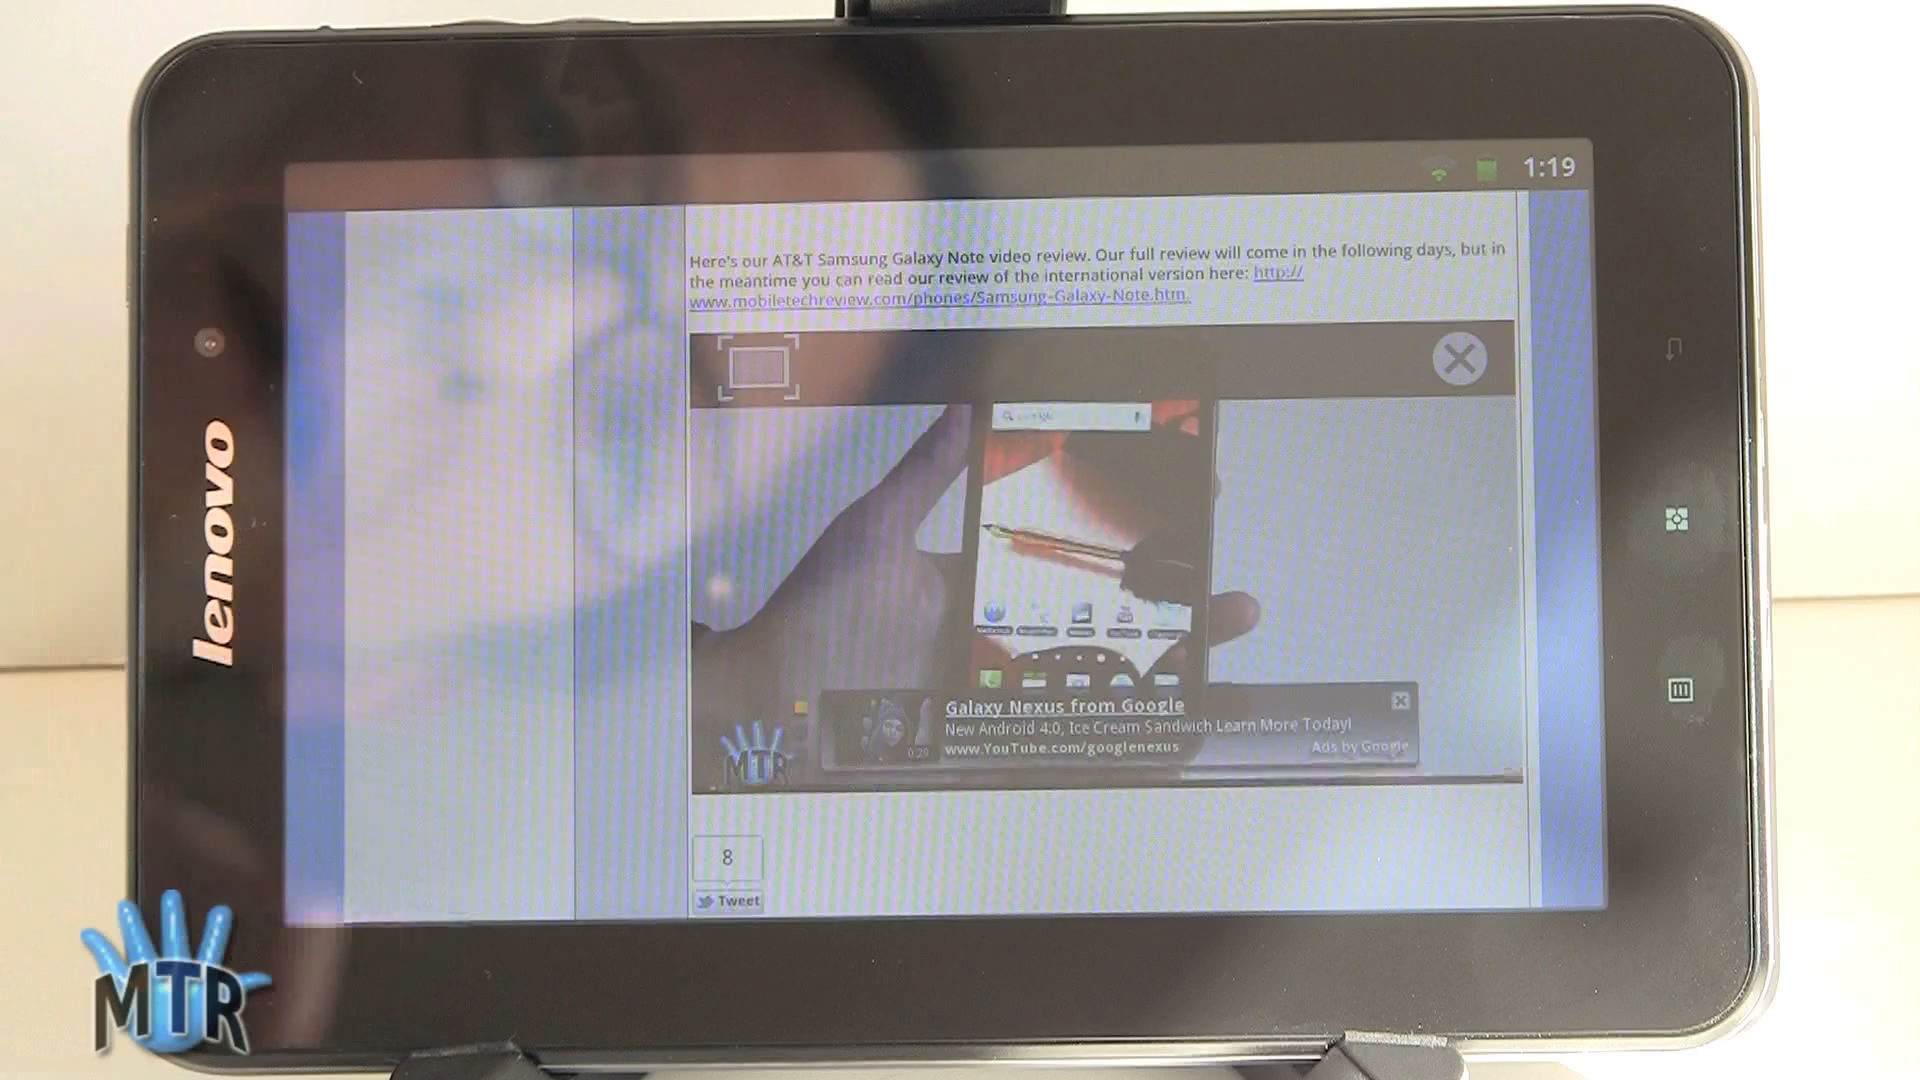 1:19
Here's our AT&T Samsung Galaxy Note video review. Our full review will come in the following days, but in
the meantime you can read our review of the international version here: http://
www.mobiletechreview.com/phones/Samsung-Galaxy-Note.htm.
lenovo
Galaxy Nexus from Google
New Android 4.0, Ice Cream Sandwich Learn More Today!
www.YouTube.com/googlenexus
Ads by Google
0:29
MTR
8
Tweet
MTR